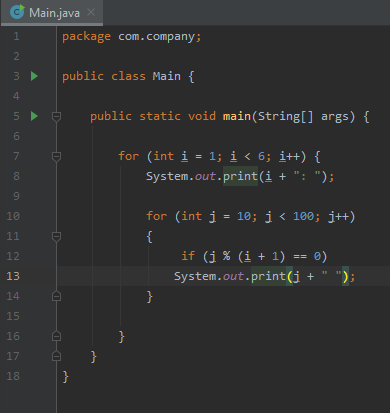 Main.java
1 package com.company;
2
3 public class Main {
4
5 public static void main(String[] args) {
6
7 for (int i = 1; i < 6; i++) {
8 System.out.print(i + ": ");
9
10 for (int j = 10; j < 100; j++)
11 {
12 if (j % (i + 1) == 0)
13 System.out.print(j + " ");
14 }
15
16 }
17 }
18 }